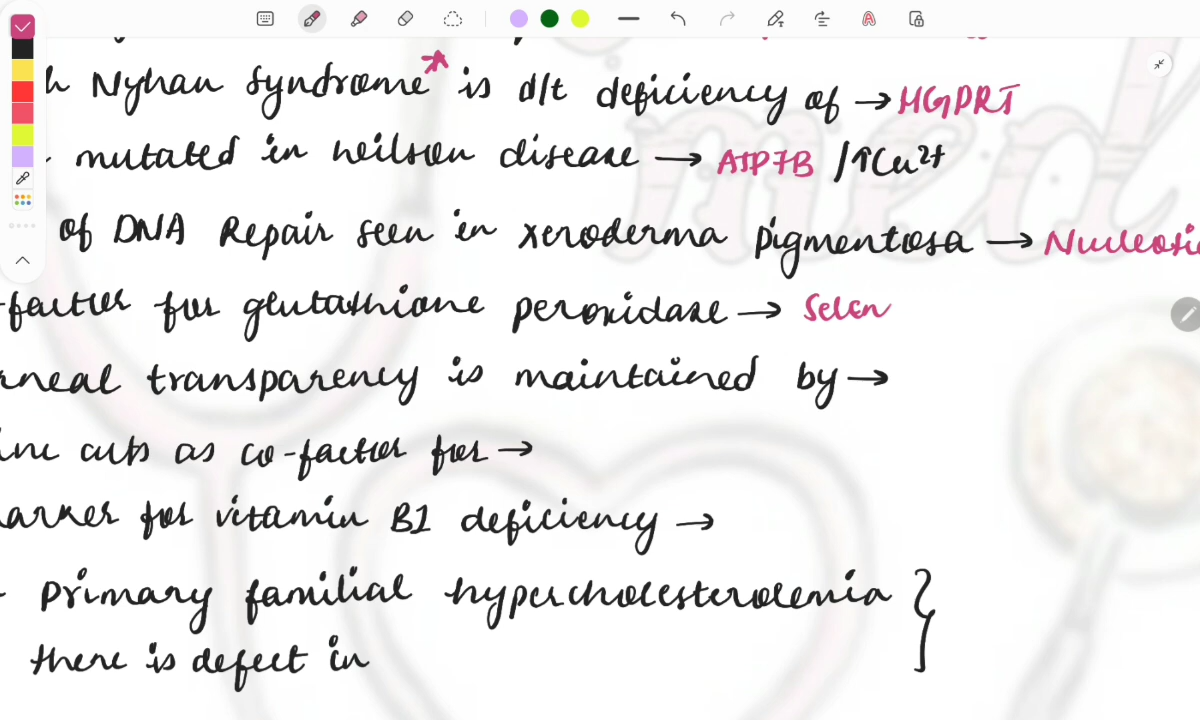 h Nyhan Syndrome* is d/t deficiency of → HGPRT
mutated in Weilson disease → ATP7B /↑Cu²⁺
of DNA Repair seen in xeroderma pigmentosa → Nucleoti
-factor for glutathione peroxidase → Selen
rneal transparency is maintained by →
inc acts as co-factor for →
arker for vitamin B1 deficiency →
- Primary familial hypercholesterolemia }
there is defect in
med